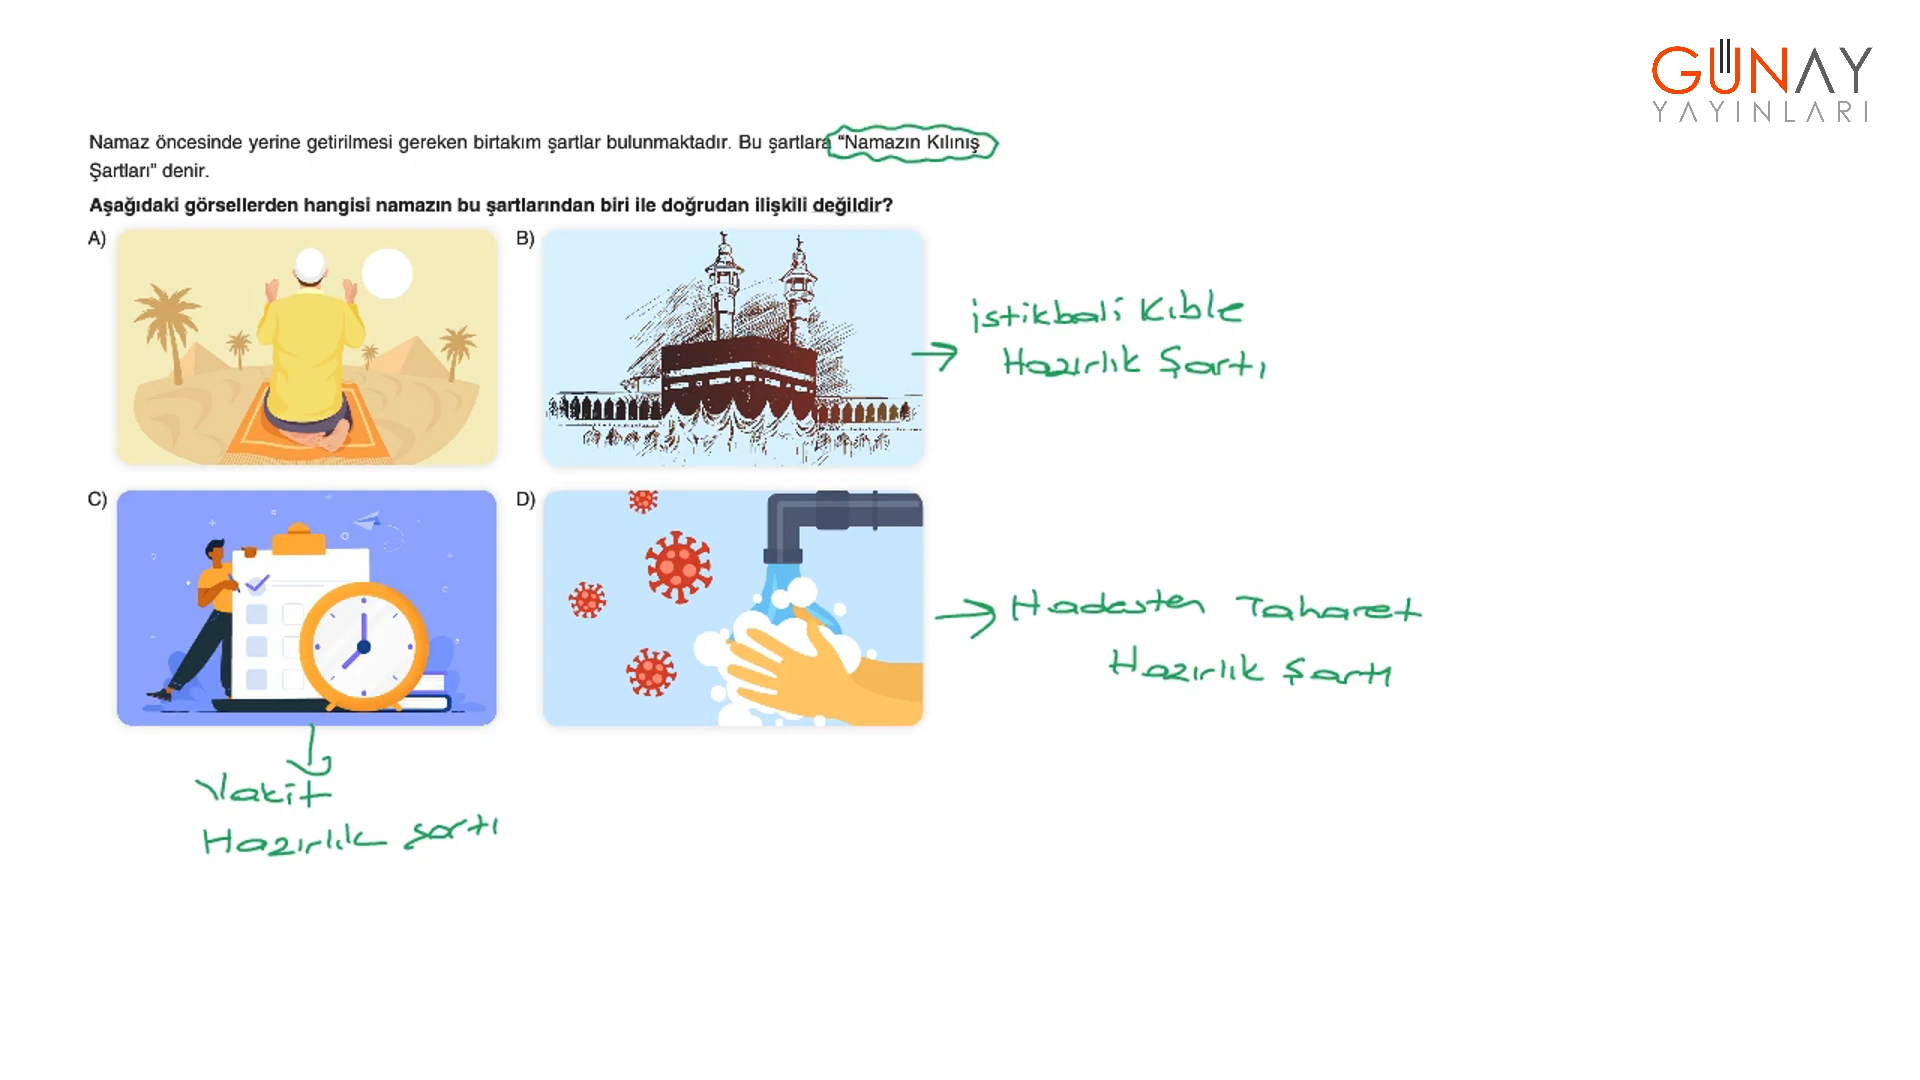 GÜNAY
YAYINLARI
Namaz öncesinde yerine getirilmesi gereken birtakım şartlar bulunmaktadır. Bu şartlara "Namazın Kılınış
Şartları" denir.
Aşağıdaki görsellerden hangisi namazın bu şartlarından biri ile doğrudan ilişkili değildir?
A)
B)
istikbali Kıble
Hazırlık Şartı
C)
D)
Hadesten Taharet
Hazırlık Şartı
Vakit
Hazırlık şartı